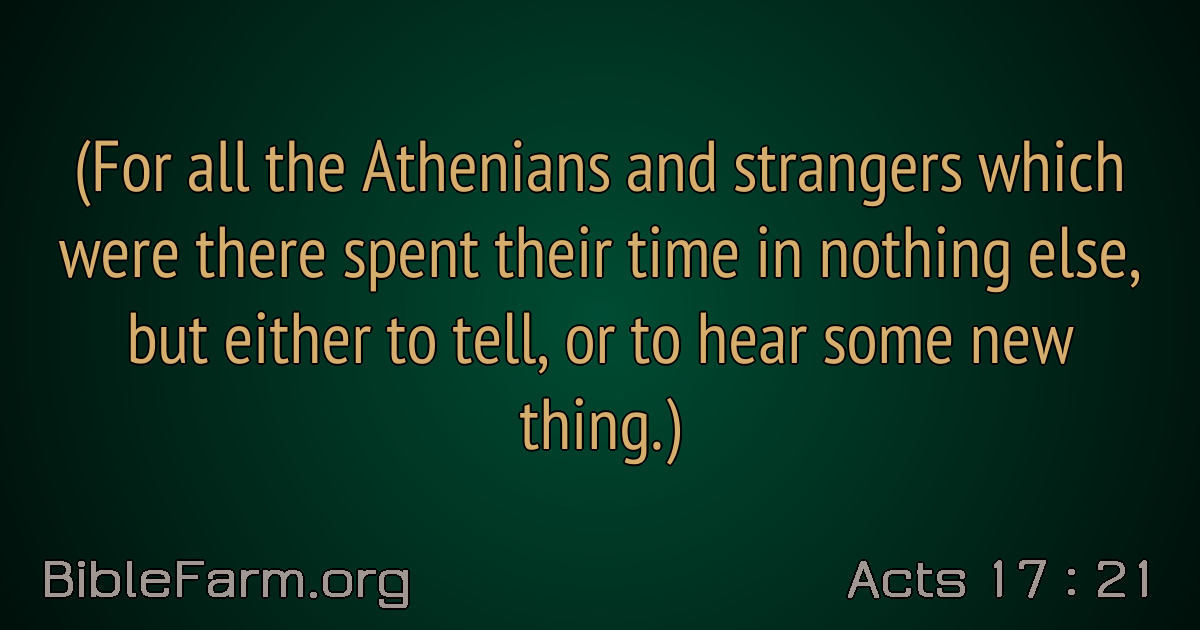 (For all the Athenians and strangers which
were there spent their time in nothing else,
but either to tell, or to hear some new
thing.)
BibleFarm.org
Acts 17 : 21